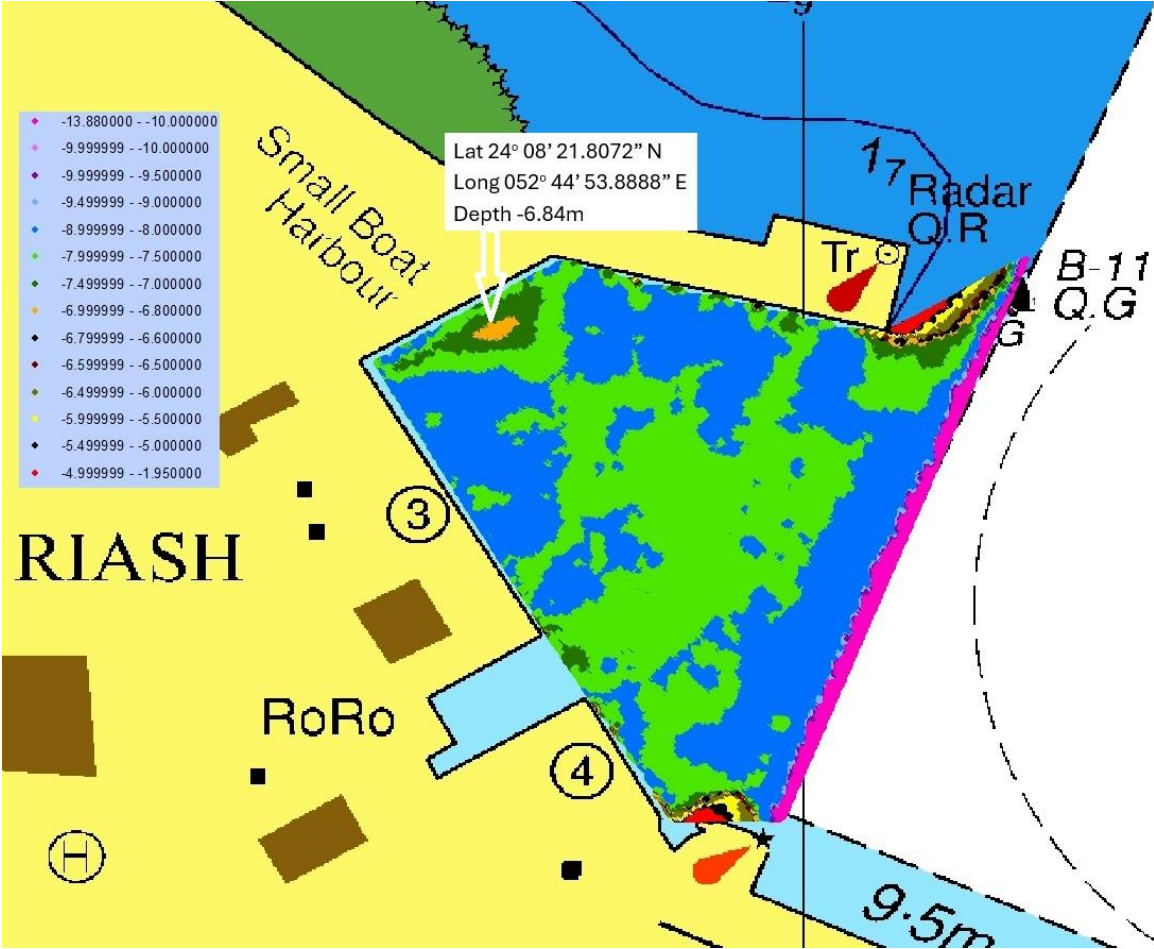 -13.880000 - -10.000000
-9.999999 - -10.000000
-9.999999 - -9.500000
-9.499999 - -9.000000
-8.999999 - -8.000000
-7.999999 - -7.500000
-7.499999 - -7.000000
-6.999999 - -6.800000
-6.799999 - -6.600000
-6.599999 - -6.500000
-6.499999 - -6.000000
-5.999999 - -5.500000
-5.499999 - -5.000000
-4.999999 - -1.950000
Small Boat
Harbour
Lat 24° 08’ 21.8072” N
Long 052° 44’ 53.8888” E
Depth -6.84m
17
Radar
Q.R
Tr
B-11
Q.G
G
3
RIASH
RoRo
4
H
9.5m